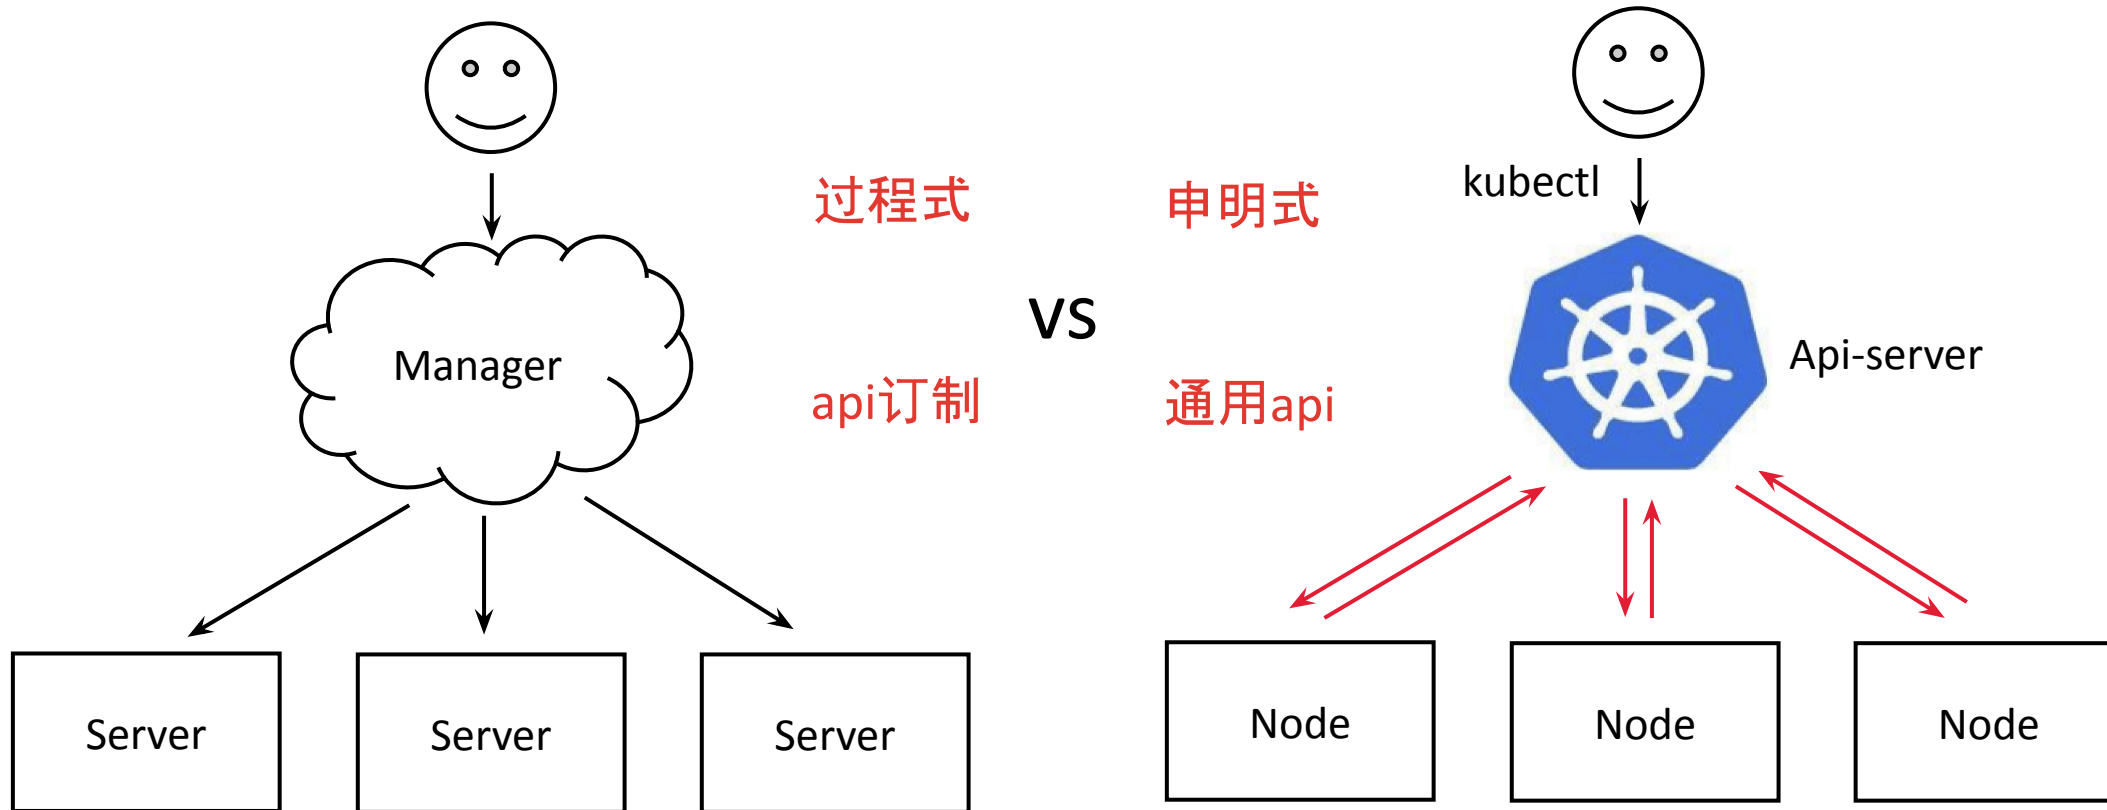 过程式
申明式
kubectl
vs
Manager
Api-server
api订制
通用api
Server
Server
Server
Node
Node
Node